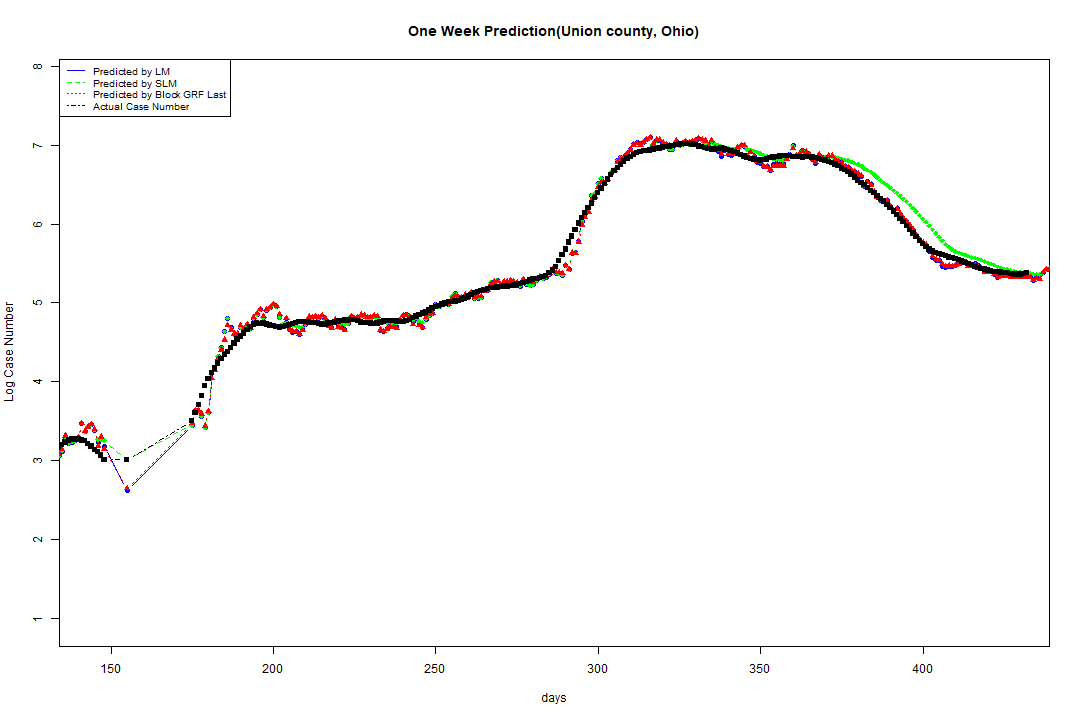 One Week Prediction(Union county, Ohio)
Predicted by LM
Predicted by SLM
Predicted by Block GRF Last
Actual Case Number
8
7
6
5
4
3
2
1
Log Case Number
150 200 250 300 350 400
days